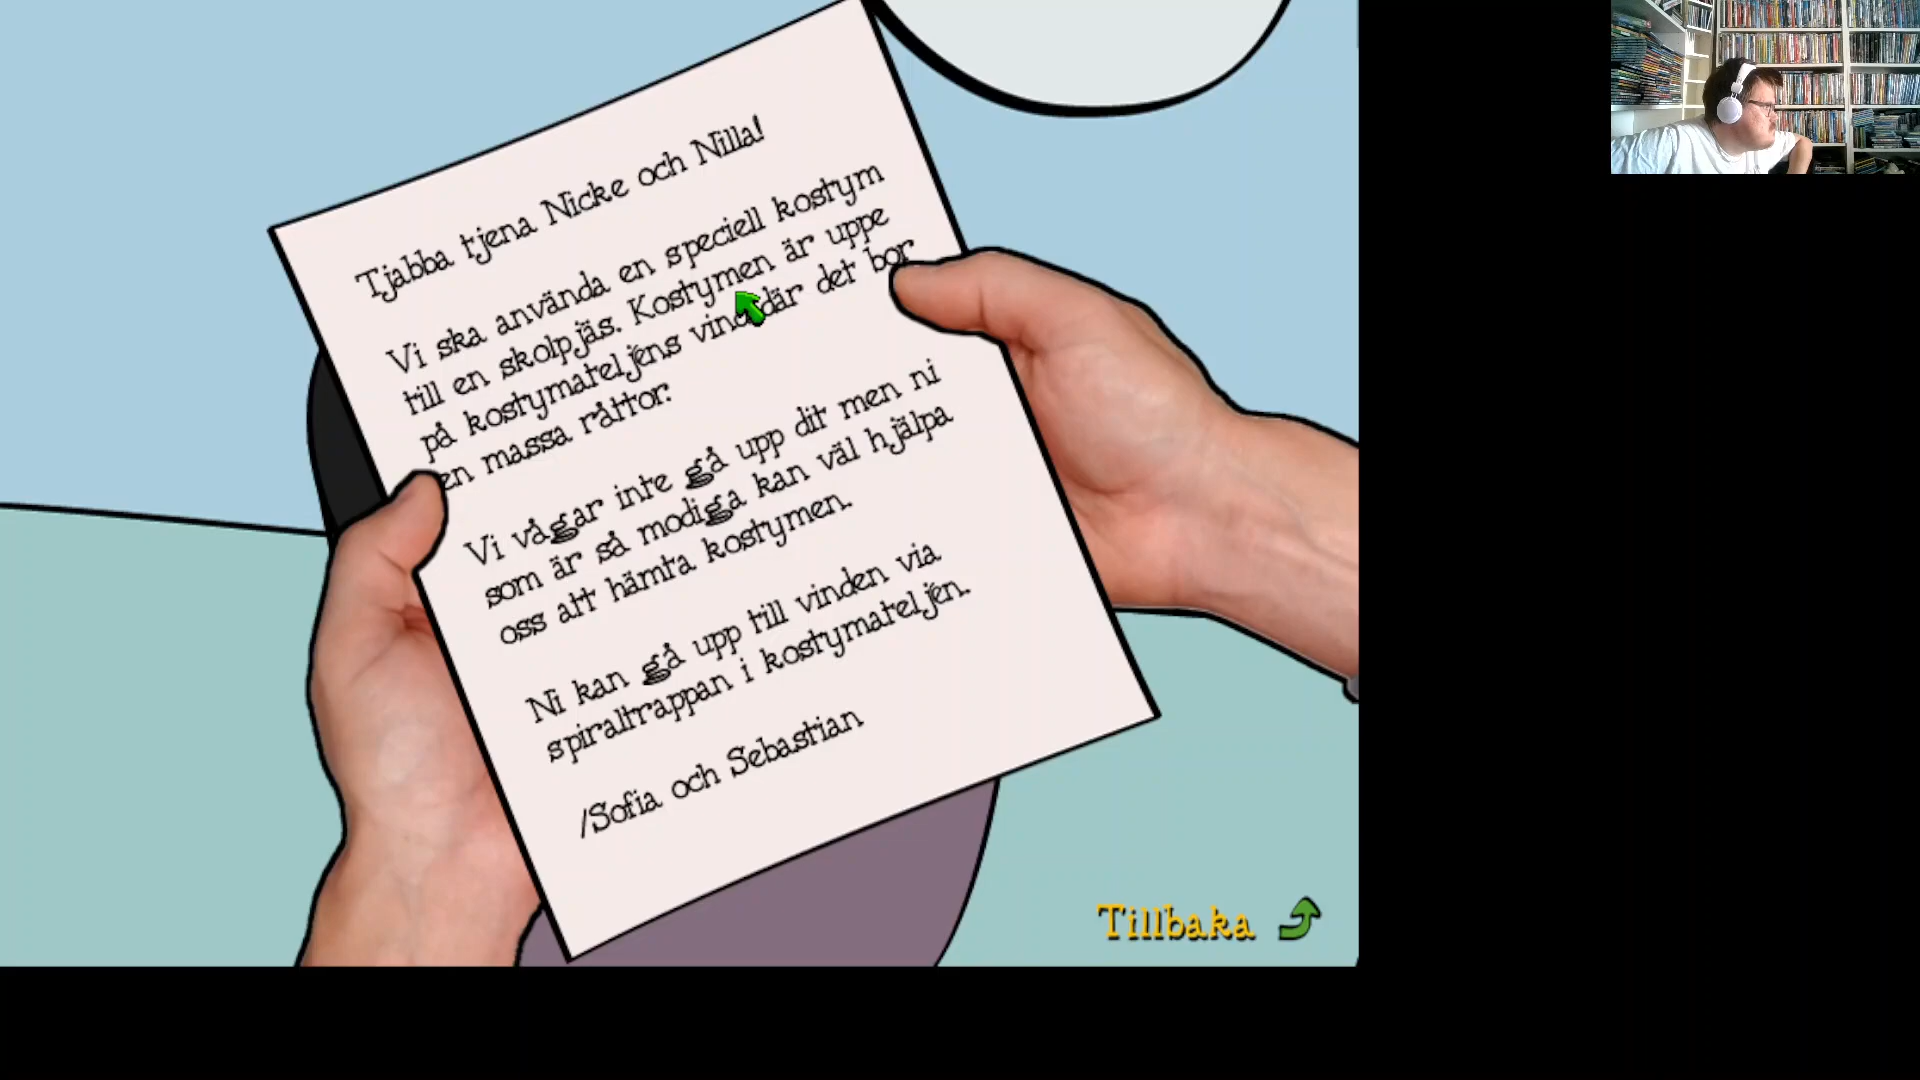 Tjabba tjena Nicke och Nilla!
Vi ska använda en speciell kostym
till en skolpjäs. Kostymen är uppe
på kostymateljéns vind där det bor
en massa råttor.
Vi vågar inte gå upp dit men ni
som är så modiga kan väl hjälpa
oss att hämta kostymen.
Ni kan gå upp till vinden via
spiraltrappan i kostymateljén.
/Sofia och Sebastian
Tillbaka